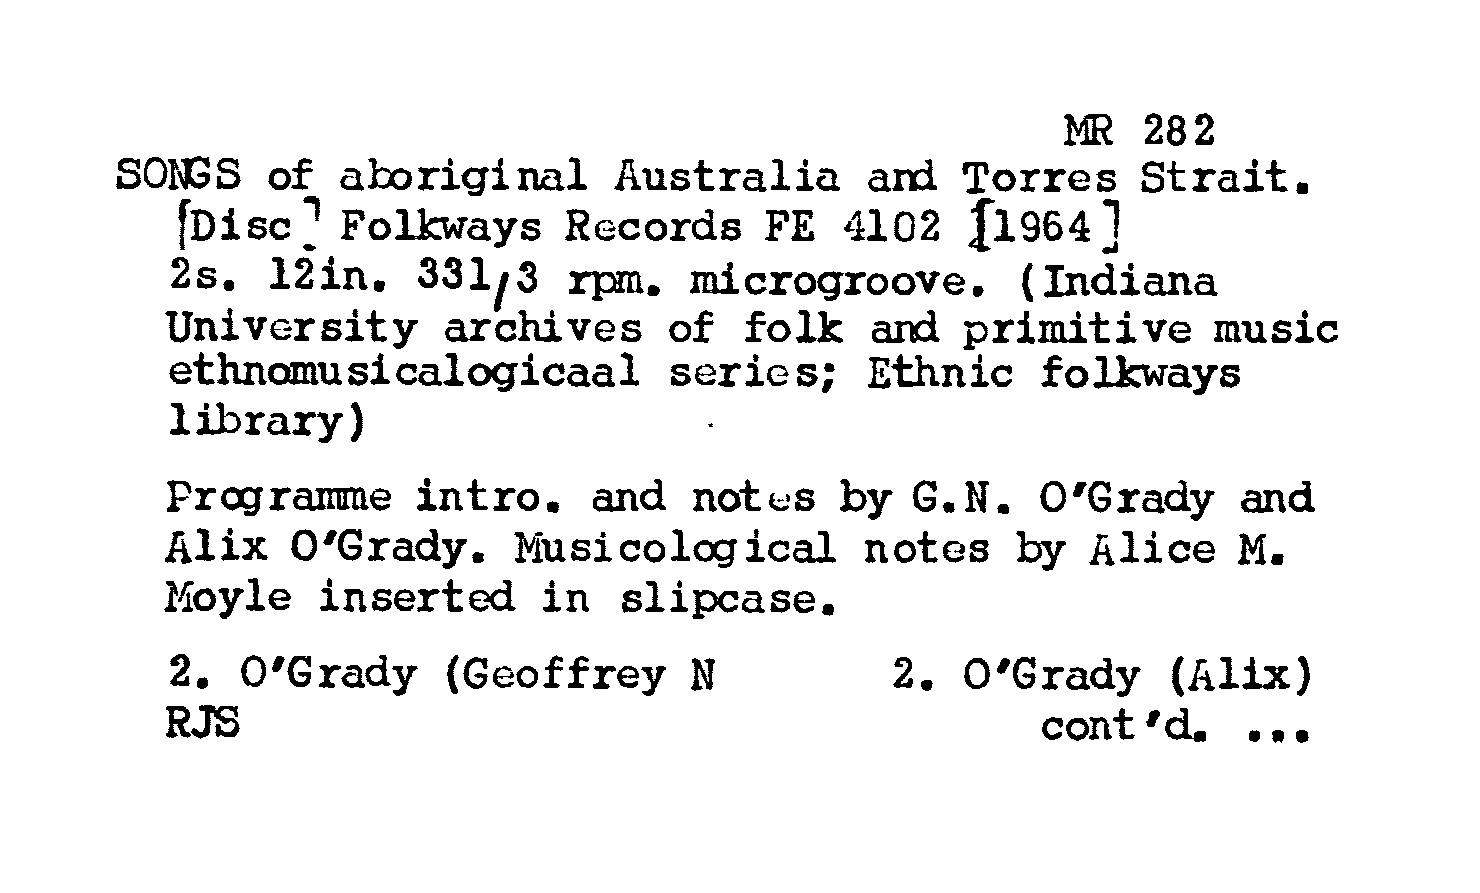 MR 282
SONGS of aboriginal Australia and Torres Strait.
[Disc] Folkways Records FE 4102 [1964]
2s. 12in. 331/3 rpm. microgroove. (Indiana
University archives of folk and primitive music
ethnomusicalogicaal series; Ethnic folkways
library)
Programme intro. and notes by G.N. O'Grady and
Alix O'Grady. Musicological notes by Alice M.
Moyle inserted in slipcase.
2. O'Grady (Geoffrey N 2. O'Grady (Alix)
RJS cont'd. ...